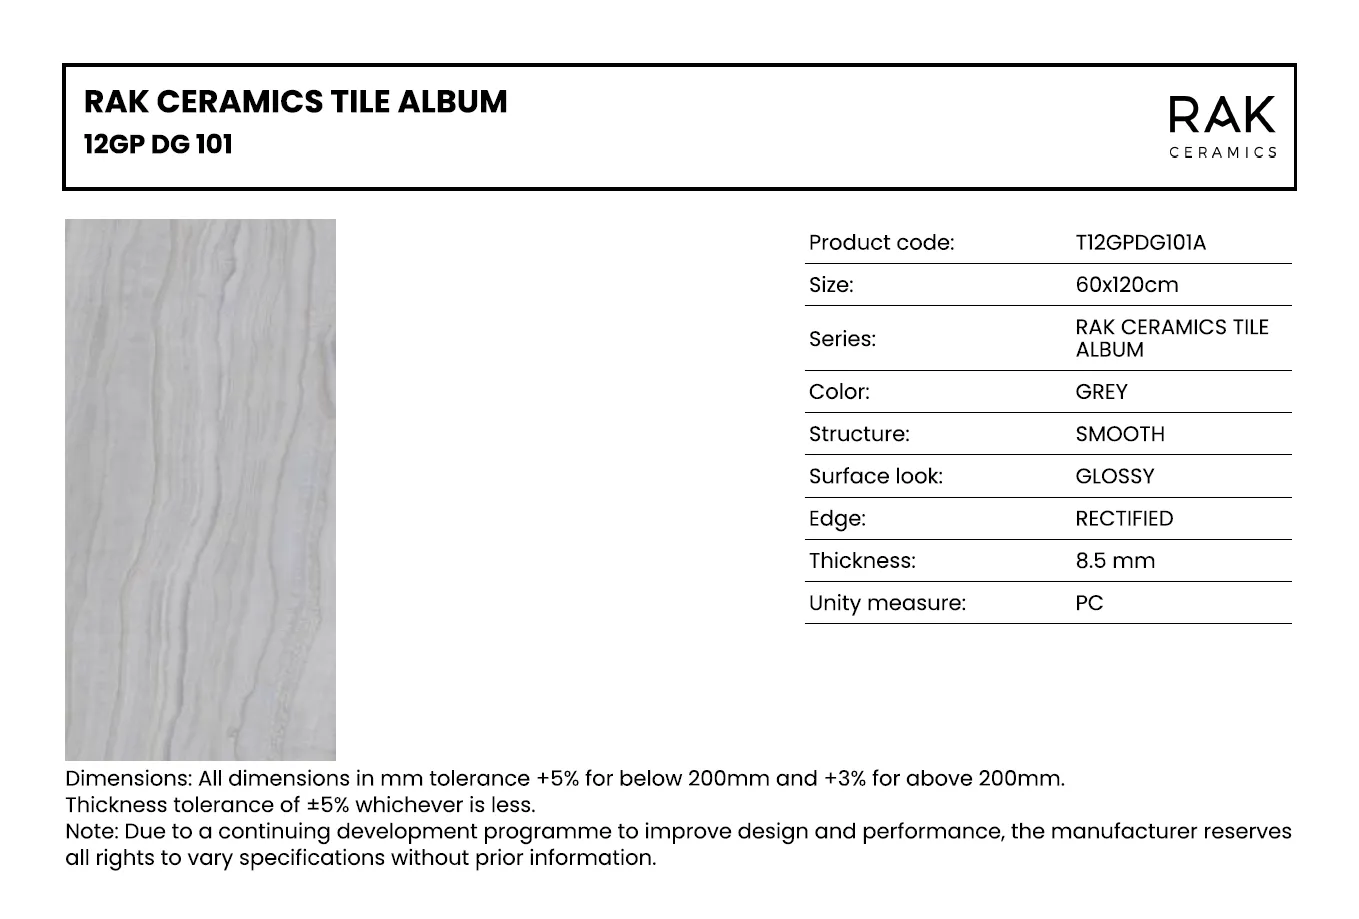 RAK CERAMICS TILE ALBUM
12GP DG 101
RAK
CERAMICS
Product code: T12GPDG101A
Size: 60x120cm
Series: RAK CERAMICS TILE
ALBUM
Color: GREY
Structure: SMOOTH
Surface look: GLOSSY
Edge: RECTIFIED
Thickness: 8.5 mm
Unity measure: PC
Dimensions: All dimensions in mm tolerance +5% for below 200mm and +3% for above 200mm.
Thickness tolerance of ±5% whichever is less.
Note: Due to a continuing development programme to improve design and performance, the manufacturer reserves
all rights to vary specifications without prior information.